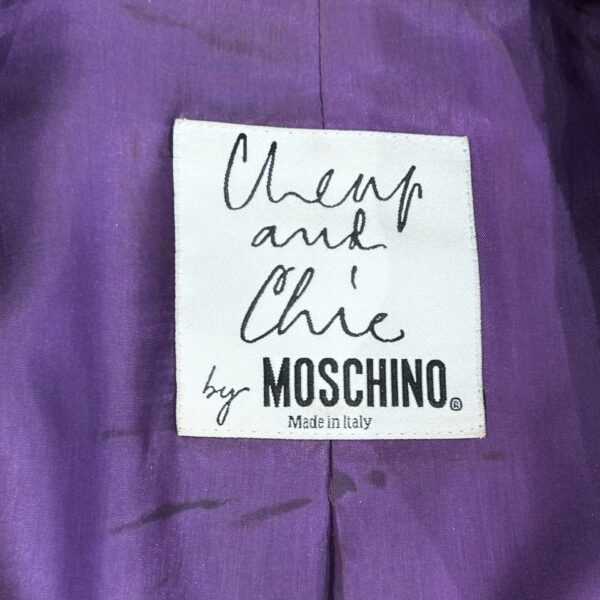 Cheap
and
Chic
by MOSCHINO®
Made in Italy